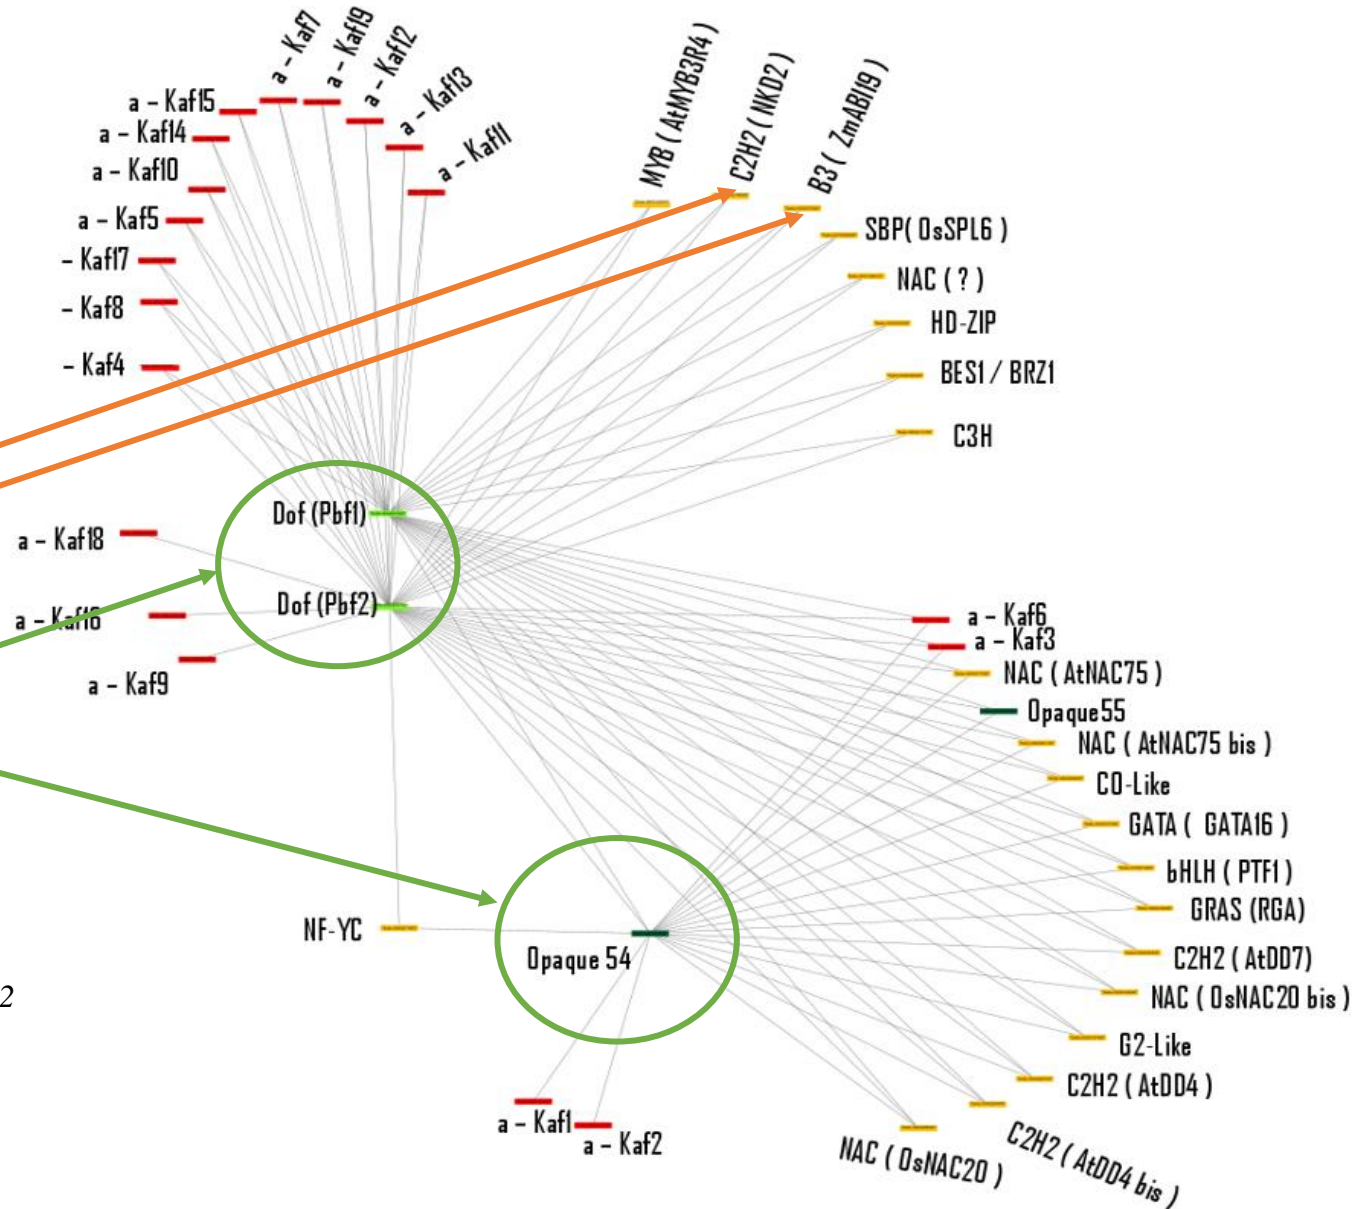 a – Kaf7
a – Kaf19
a – Kaf12
a – Kaf13
a – Kaf11
a – Kaf15
a – Kaf14
a – Kaf10
a – Kaf5
– Kaf17
– Kaf8
– Kaf4
MYB ( AtMYB3R4 )
C2H2 ( NKD2 )
B3 ( ZmABI19 )
SBP( OsSPL6 )
NAC ( ? )
HD-ZIP
BES1 / BRZ1
C3H
Dof (Pbf1)
a – Kaf18
Dof (Pbf2)
a – Kaf16
a – Kaf9
a – Kaf6
a – Kaf3
NAC ( AtNAC75 )
Opaque55
NAC ( AtNAC75 bis )
CO-Like
GATA ( GATA16 )
bHLH ( PTF1 )
GRAS (RGA)
NF-YC
Opaque 54
C2H2 ( AtDD7)
2
NAC ( OsNAC20 bis )
G2-Like
C2H2 ( AtDD4 )
a – Kaf1
a – Kaf2
C2H2 ( AtDD4 bis )
NAC ( OsNAC20 )